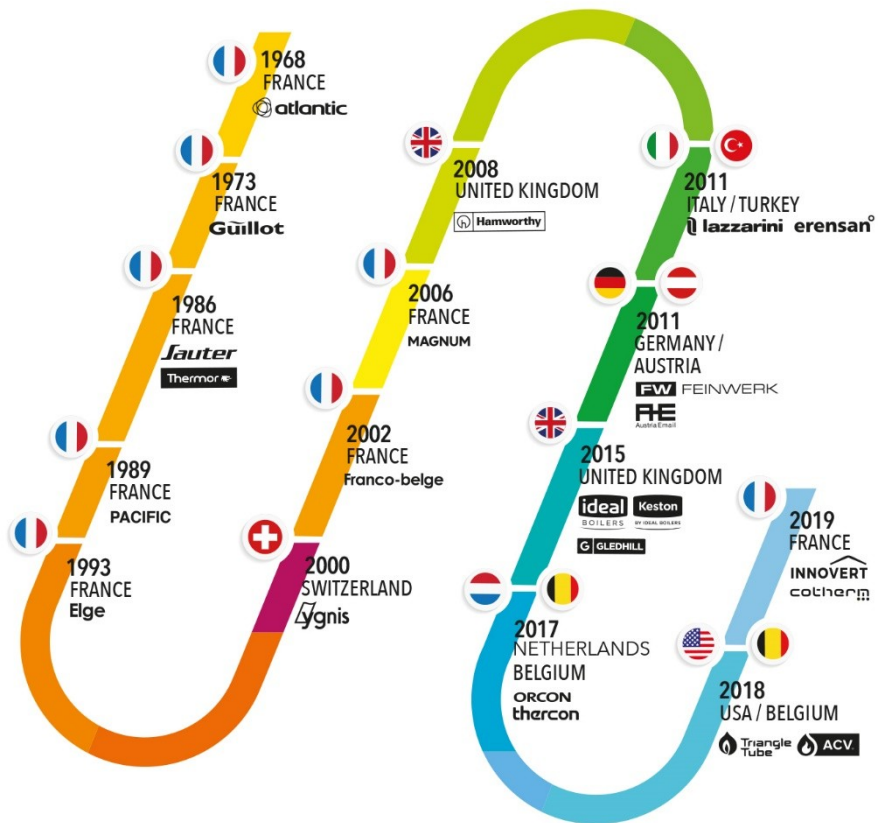 1968
FRANCE
atlantic
1973
FRANCE
Guillot
1986
FRANCE
Sauter
Thermor
1989
FRANCE
PACIFIC
1993
FRANCE
Elge
2000
SWITZERLAND
Ygnis
2002
FRANCE
Franco-belge
2006
FRANCE
MAGNUM
2008
UNITED KINGDOM
Hamworthy
2011
ITALY / TURKEY
lazzarini erensan
2011
GERMANY /
AUSTRIA
FW FEINWERK
AHE
Austria Email
2015
UNITED KINGDOM
ideal BOILERS
Keston BY IDEAL BOILERS
G GLEDHILL
2017
NETHERLANDS
BELGIUM
ORCON
thercon
2018
USA / BELGIUM
Triangle Tube ACV
2019
FRANCE
INNOVERT
cotherm